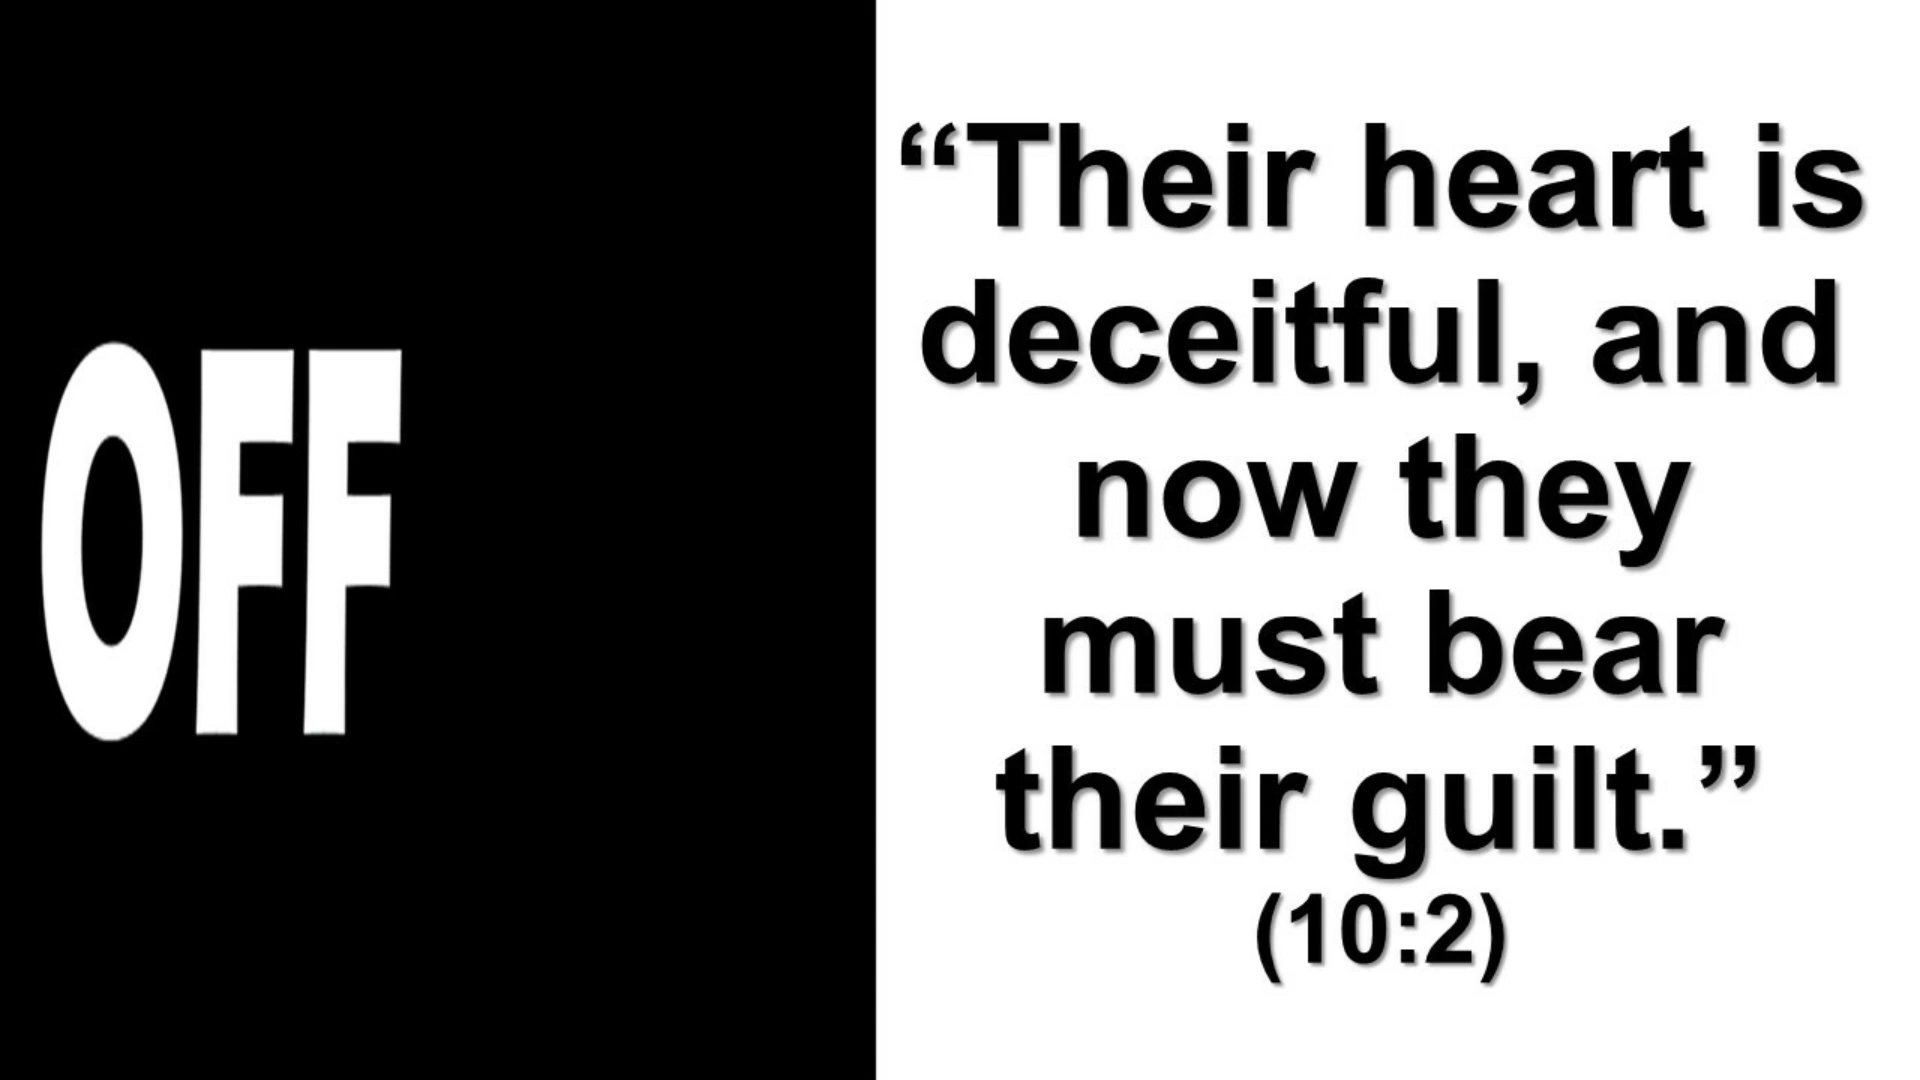 OFF
“Their heart is
deceitful, and
now they
must bear
their guilt.”
(10:2)